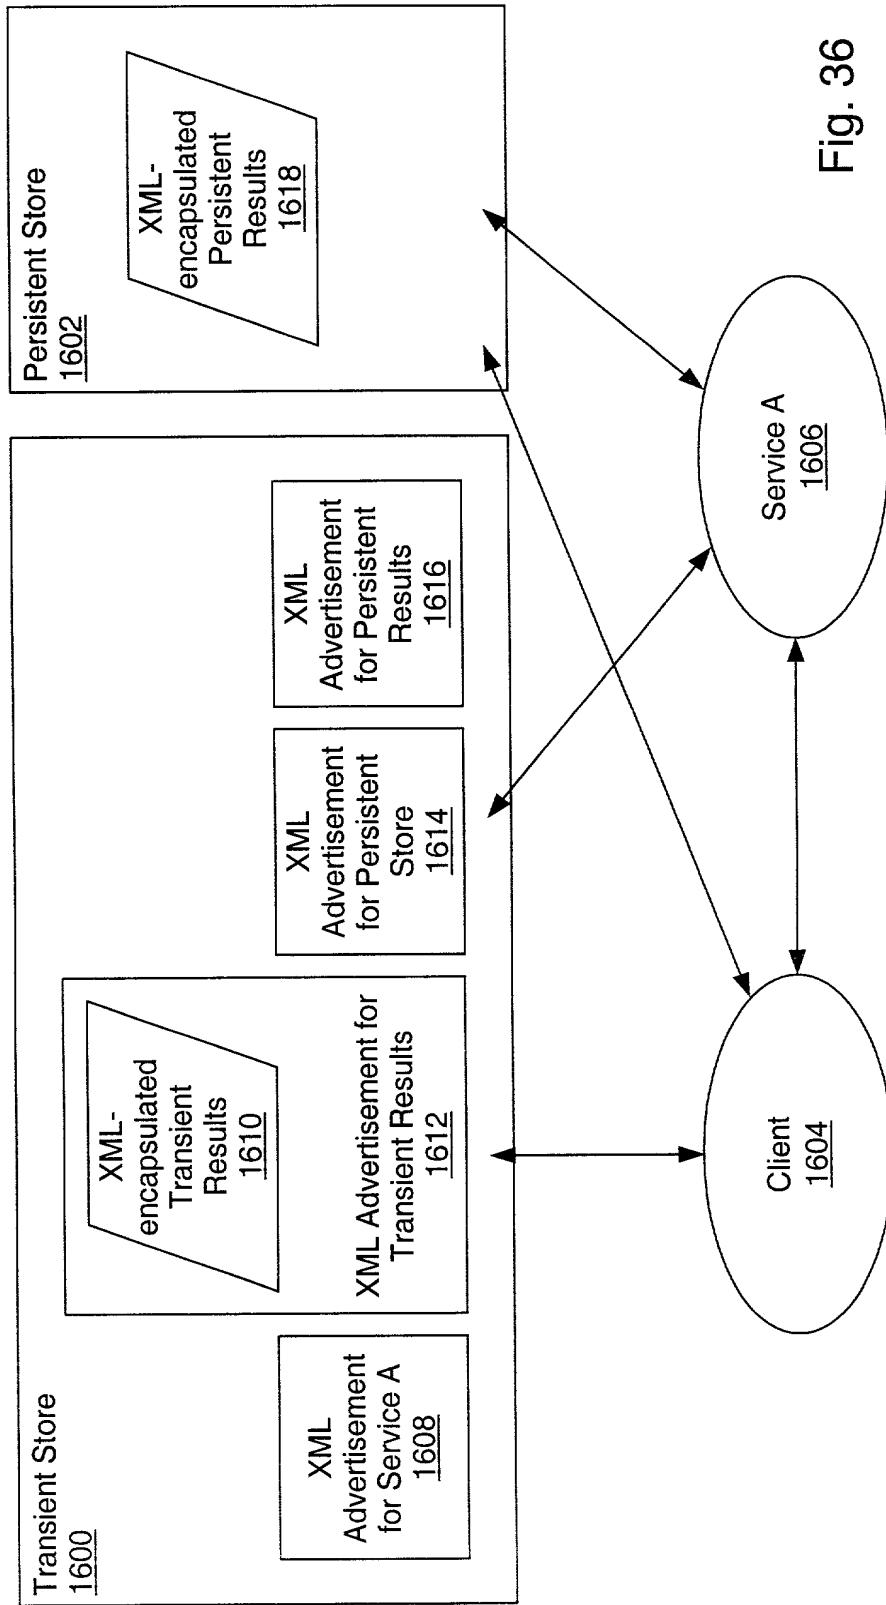 Transient Store
1600
XML
Advertisement
for Service A
1608
XML-
encapsulated
Transient
Results
1610
XML Advertisement for
Transient Results
1612
XML
Advertisement
for Persistent
Store
1614
XML
Advertisement
for Persistent
Results
1616
Persistent Store
1602
XML-
encapsulated
Persistent
Results
1618
Client
1604
Service A
1606
Fig. 36